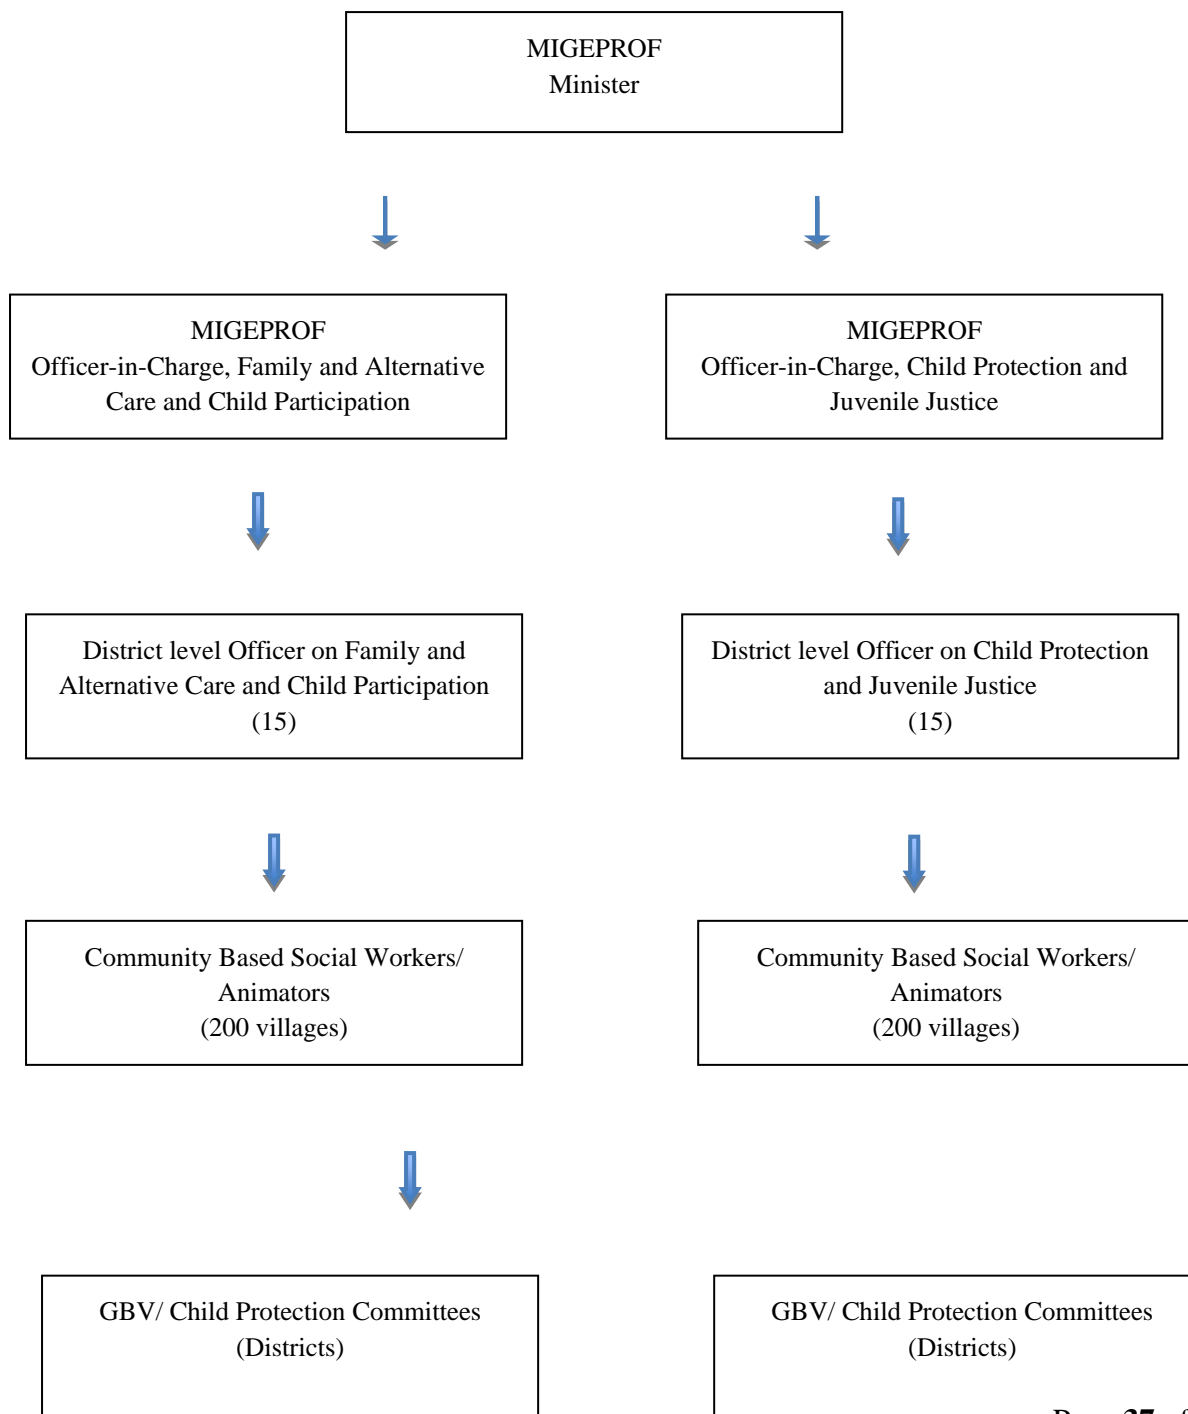 MIGEPROF
Minister
MIGEPROF
Officer-in-Charge, Family and Alternative
Care and Child Participation
MIGEPROF
Officer-in-Charge, Child Protection and
Juvenile Justice
District level Officer on Family and
Alternative Care and Child Participation
(15)
District level Officer on Child Protection
and Juvenile Justice
(15)
Community Based Social Workers/
Animators
(200 villages)
Community Based Social Workers/
Animators
(200 villages)
GBV/ Child Protection Committees
(Districts)
GBV/ Child Protection Committees
(Districts)
37